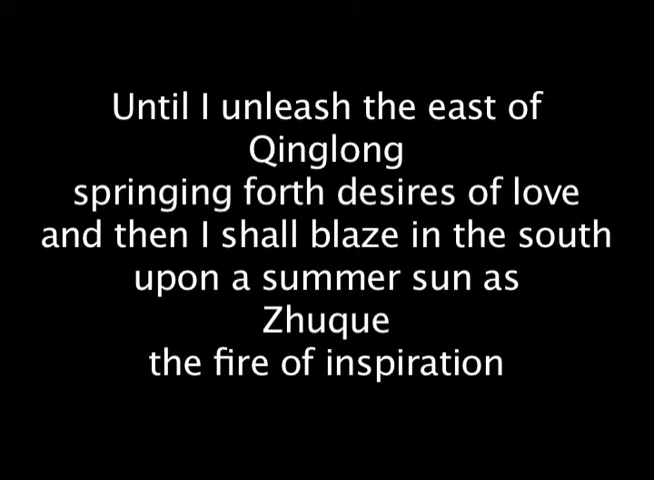 Until I unleash the east of
Qinglong
springing forth desires of love
and then I shall blaze in the south
upon a summer sun as
Zhuque
the fire of inspiration